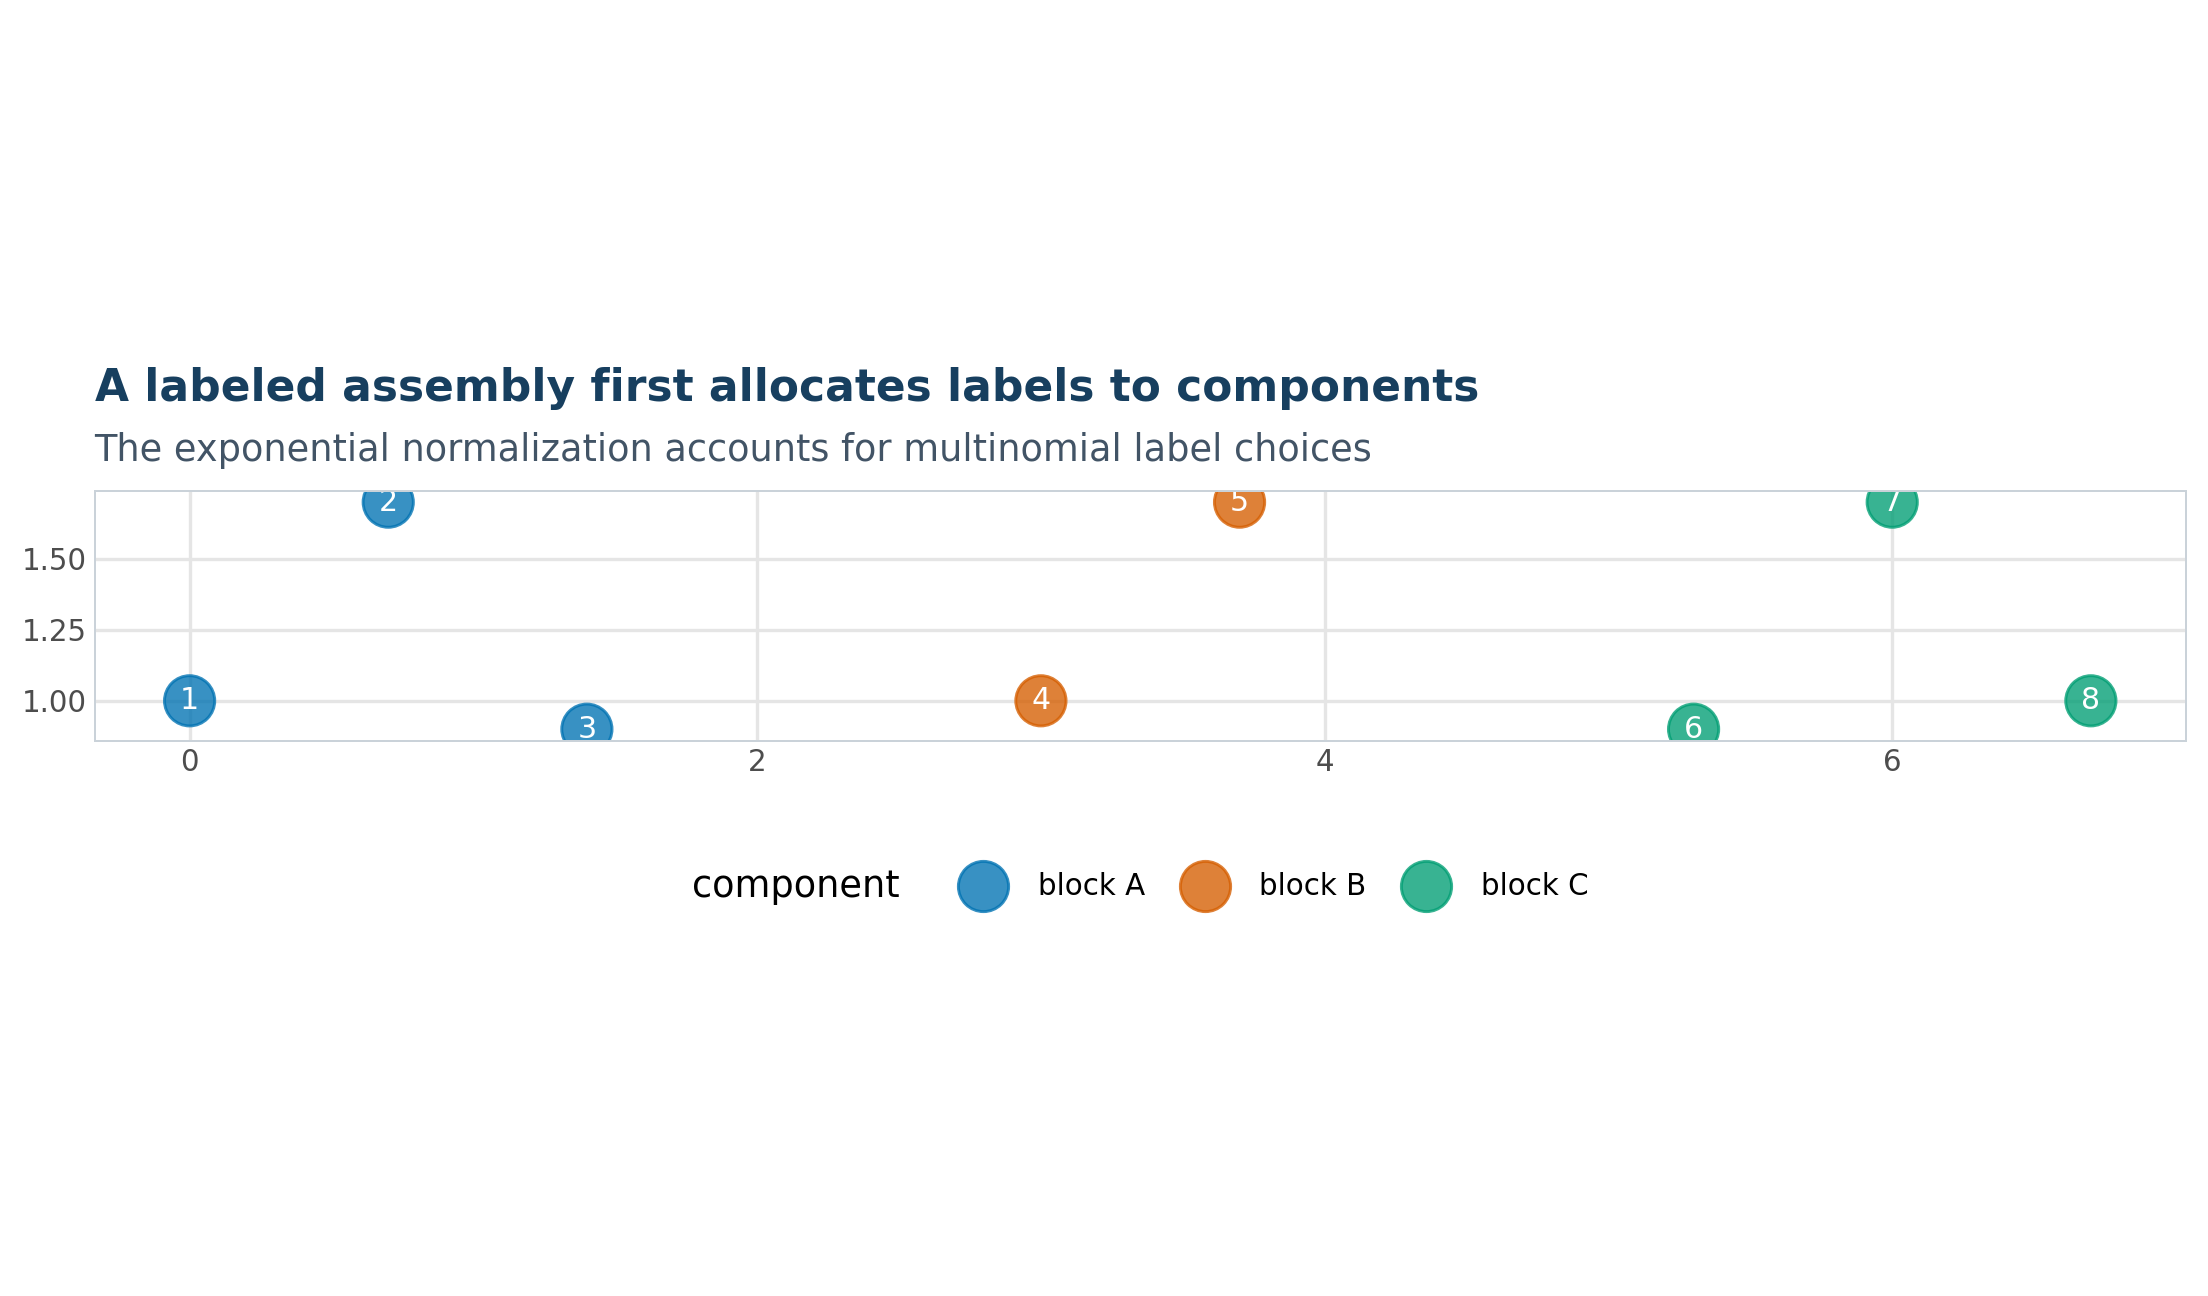 A labeled assembly first allocates labels to components
The exponential normalization accounts for multinomial label choices
2 5 7
1.50
1.25
1.00 1 4 8
3 6
0 2 4 6
component block A block B block C